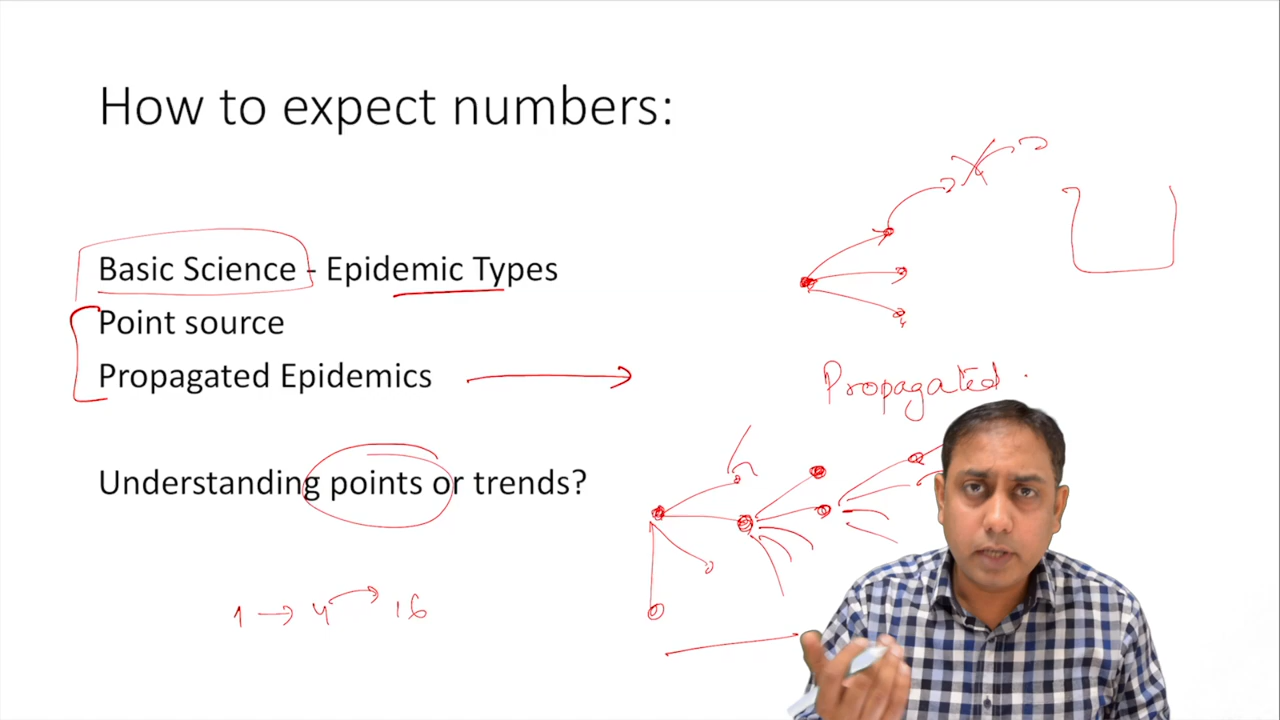 How to expect numbers:
Basic Science - Epidemic Types
Point source
Propagated Epidemics
Propagated
Understanding points or trends?
1 → 4 → 16